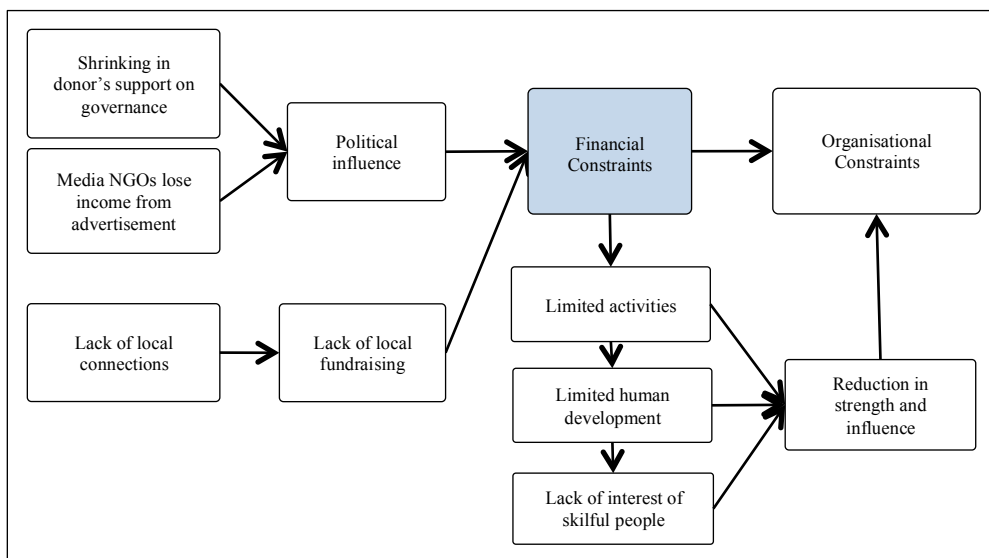 Shrinking in
donor's support on
governance
Media NGOs lose
income from
advertisement
Political
influence
Financial
Constraints
Organisational
Constraints
Lack of local
connections
Lack of local
fundraising
Limited activities
Limited human
development
Lack of interest of
skilful people
Reduction in
strength and
influence